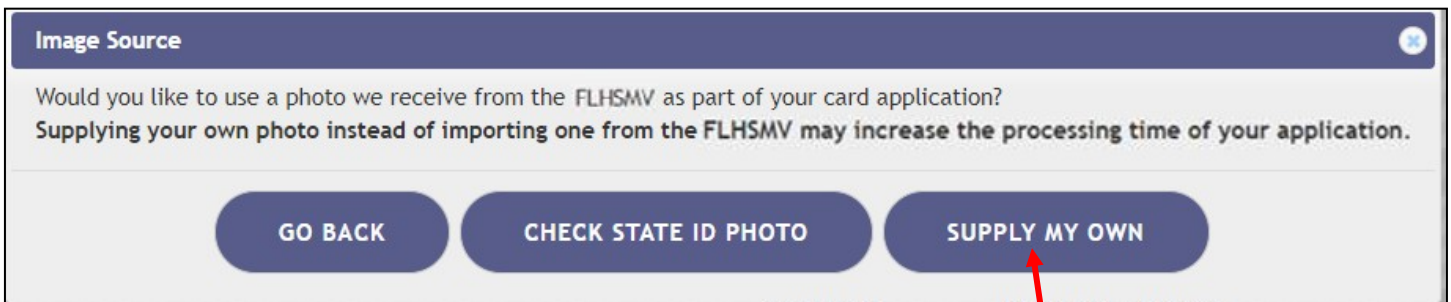 Image Source
Would you like to use a photo we receive from the FLHSMV as part of your card application?
Supplying your own photo instead of importing one from the FLHSMV may increase the processing time of your application.
GO BACK CHECK STATE ID PHOTO SUPPLY MY OWN